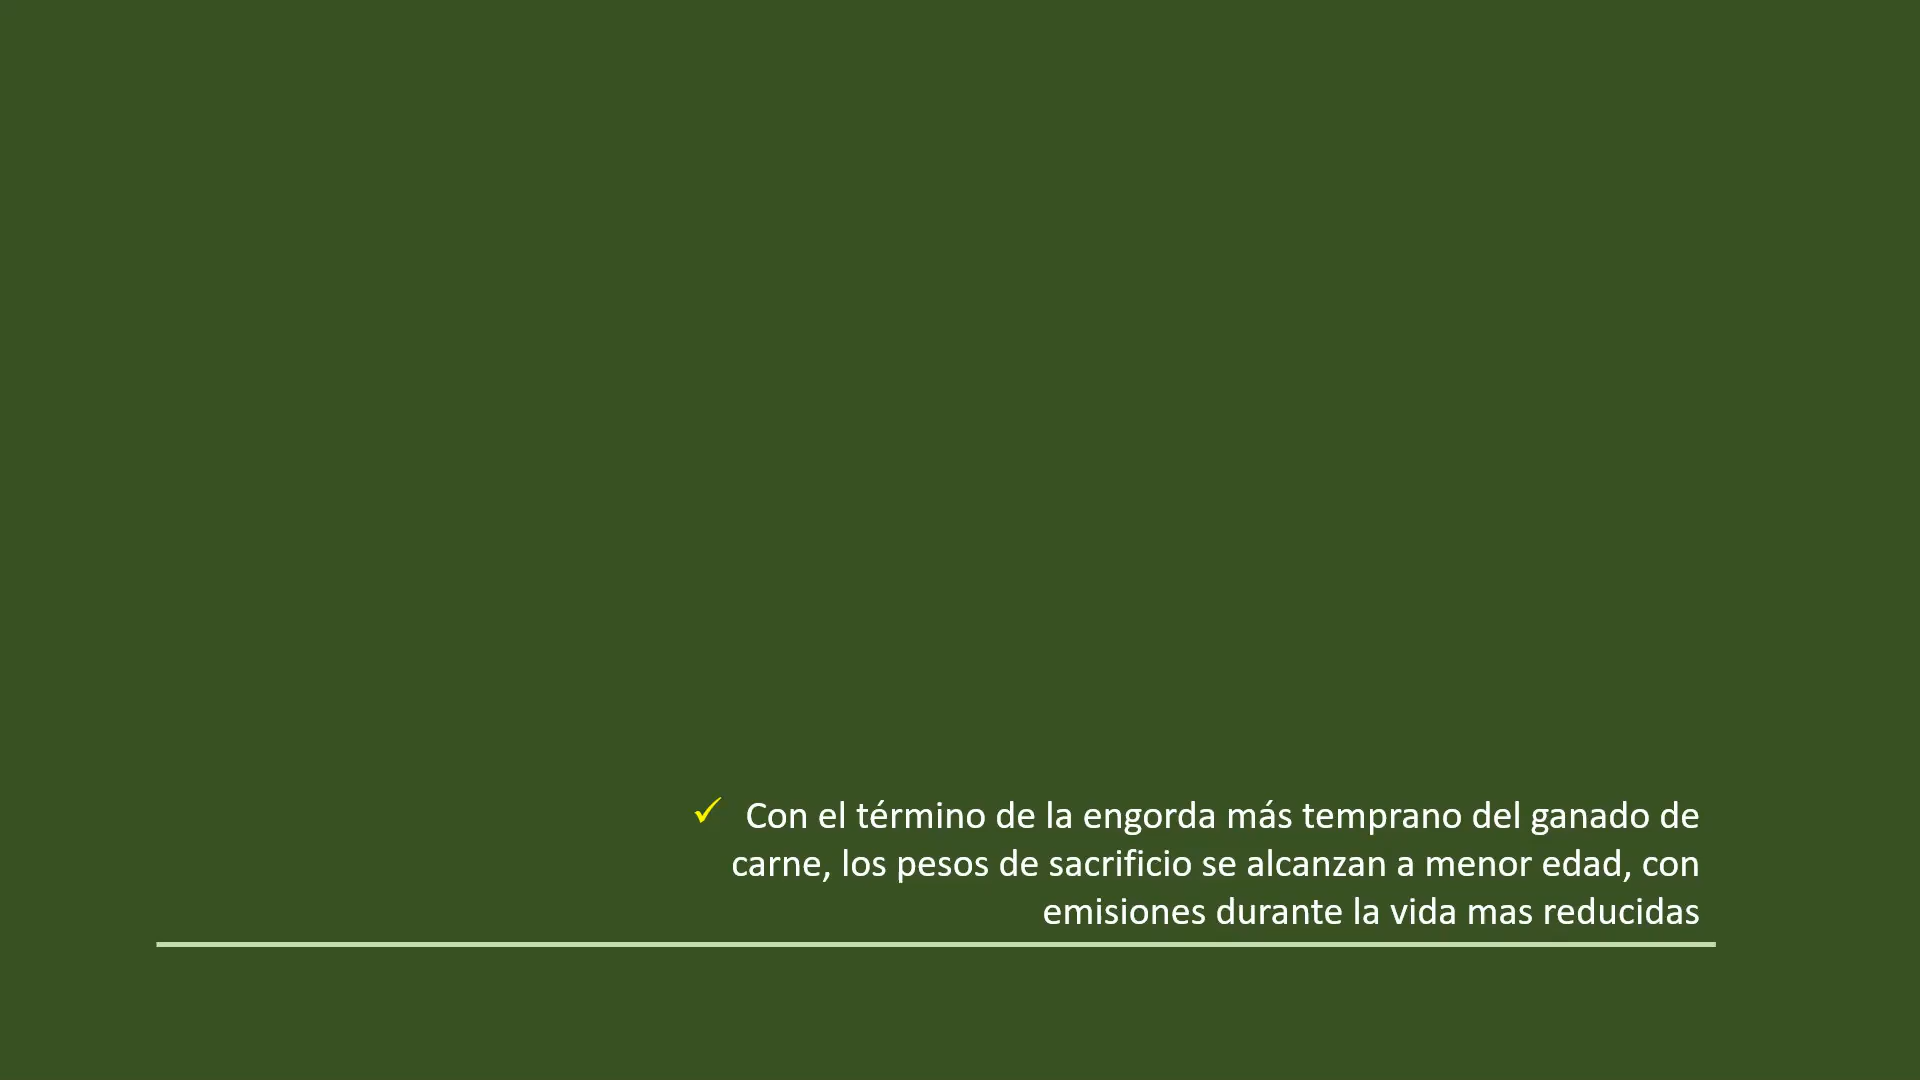 ✓ Con el término de la engorda más temprano del ganado de
carne, los pesos de sacrificio se alcanzan a menor edad, con
emisiones durante la vida mas reducidas